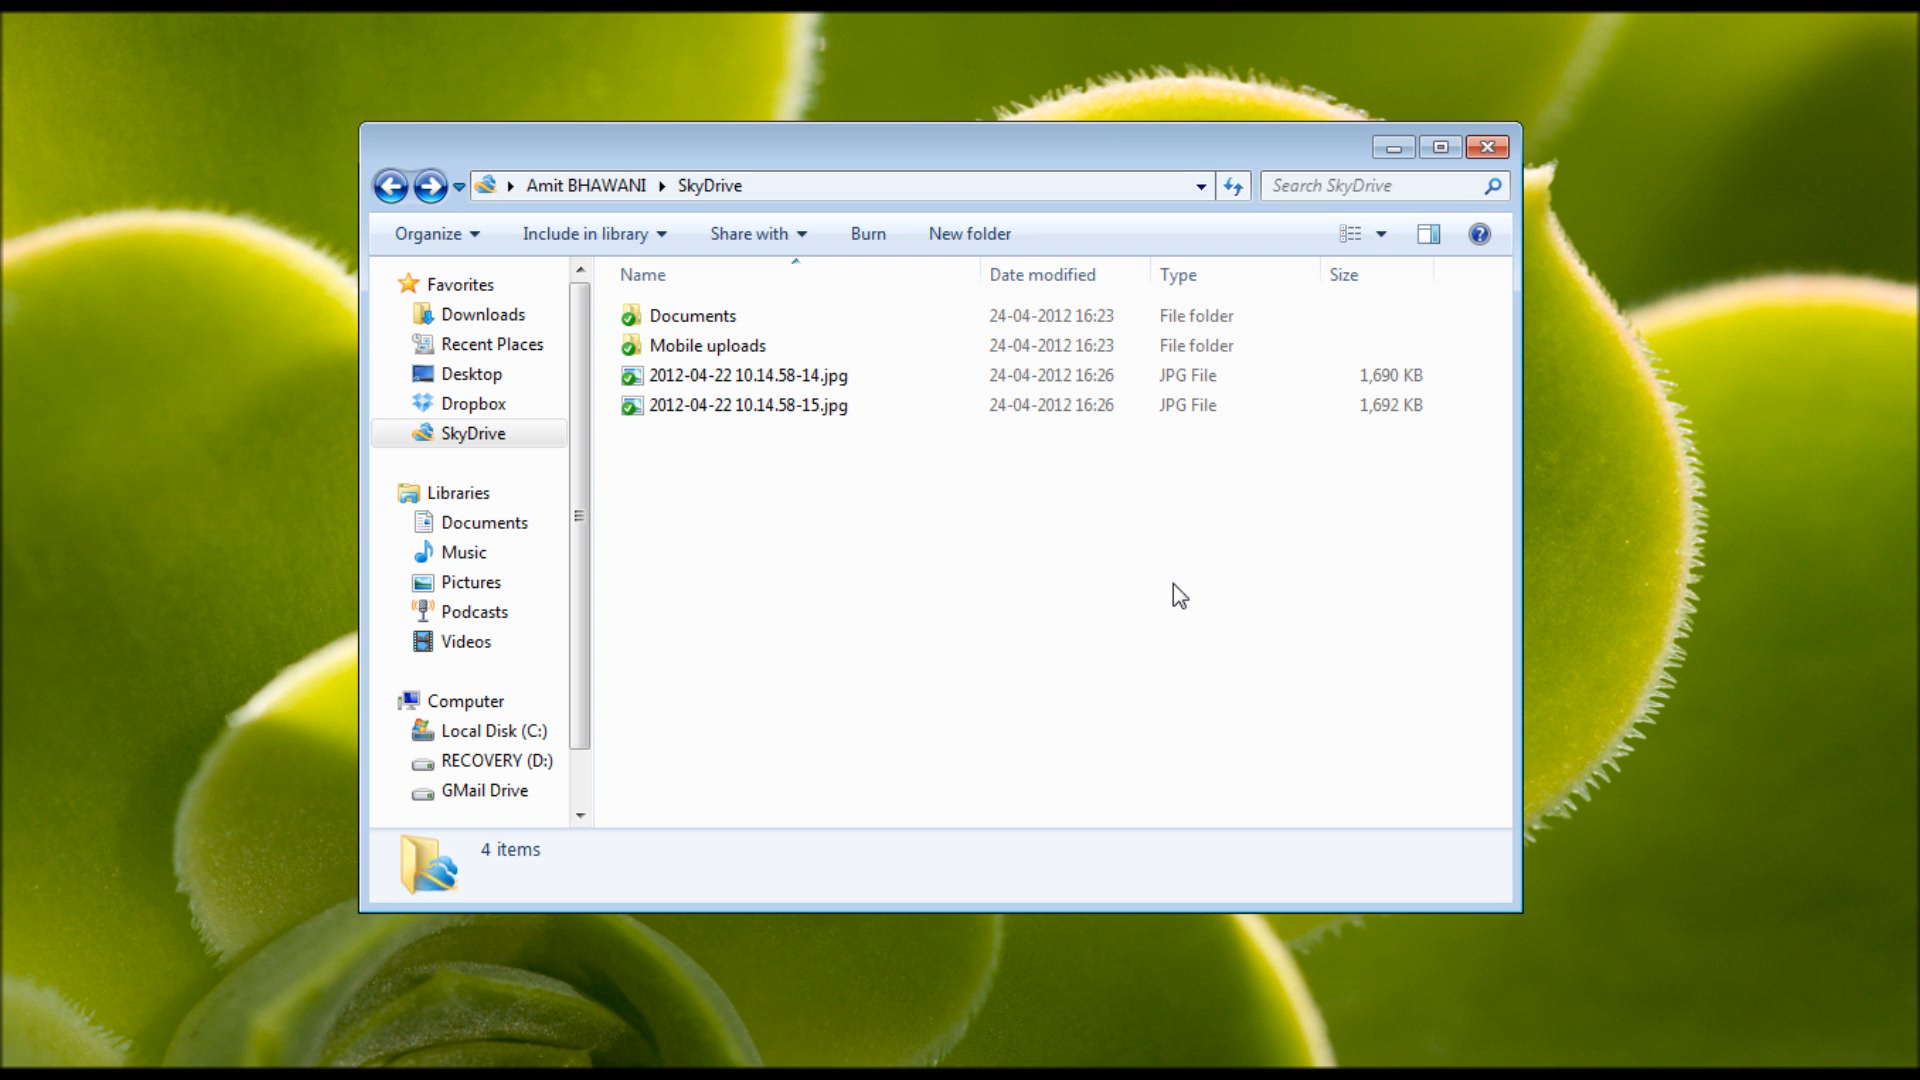 Amit BHAWANI SkyDrive Search SkyDrive
Organize Include in library Share with Burn New folder
Name Date modified Type Size
Favorites
Downloads
Recent Places
Desktop
Dropbox
SkyDrive
Libraries
Documents
Music
Pictures
Podcasts
Videos
Computer
Local Disk (C:)
RECOVERY (D:)
GMail Drive
Documents 24-04-2012 16:23 File folder
Mobile uploads 24-04-2012 16:23 File folder
2012-04-22 10.14.58-14.jpg 24-04-2012 16:26 JPG File 1,690 KB
2012-04-22 10.14.58-15.jpg 24-04-2012 16:26 JPG File 1,692 KB
4 items